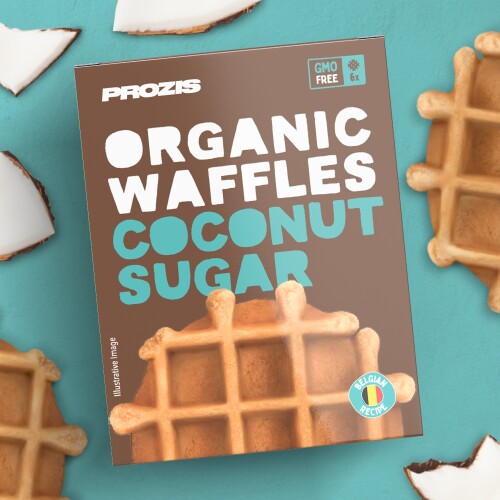 PROZIS
GMO
FREE
6x
ORGANIC
WAFFLES
COCONUT
SUGAR
Illustrative Image
BELGIAN
RECIPE